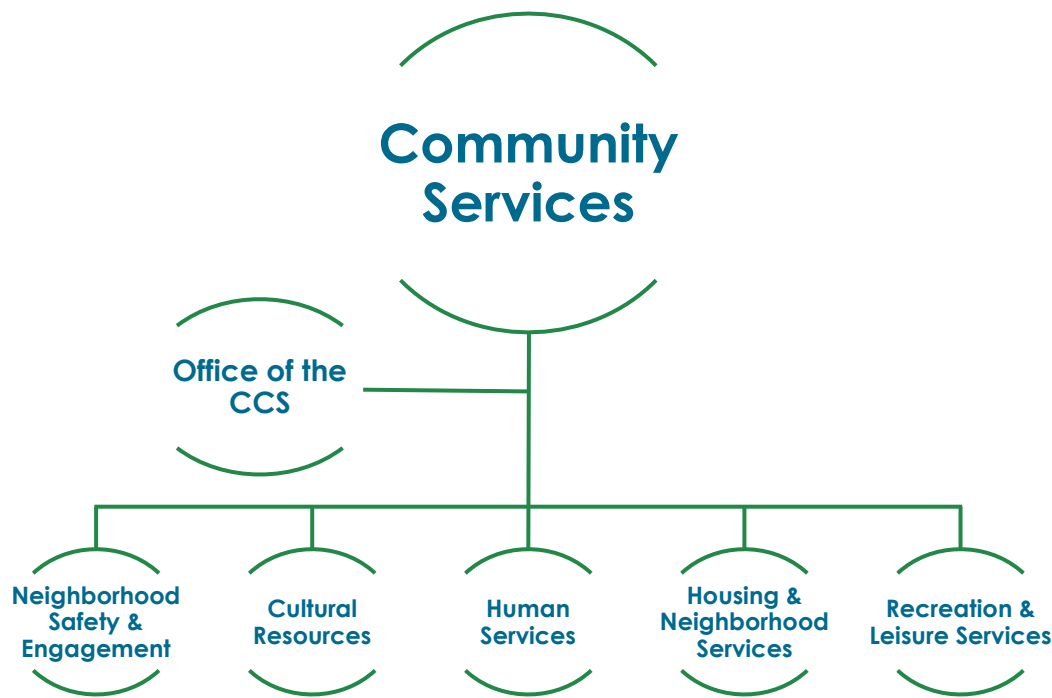 Community
Services
Office of the
CCS
Neighborhood
Safety &
Engagement
Cultural
Resources
Human
Services
Housing &
Neighborhood
Services
Recreation &
Leisure Services